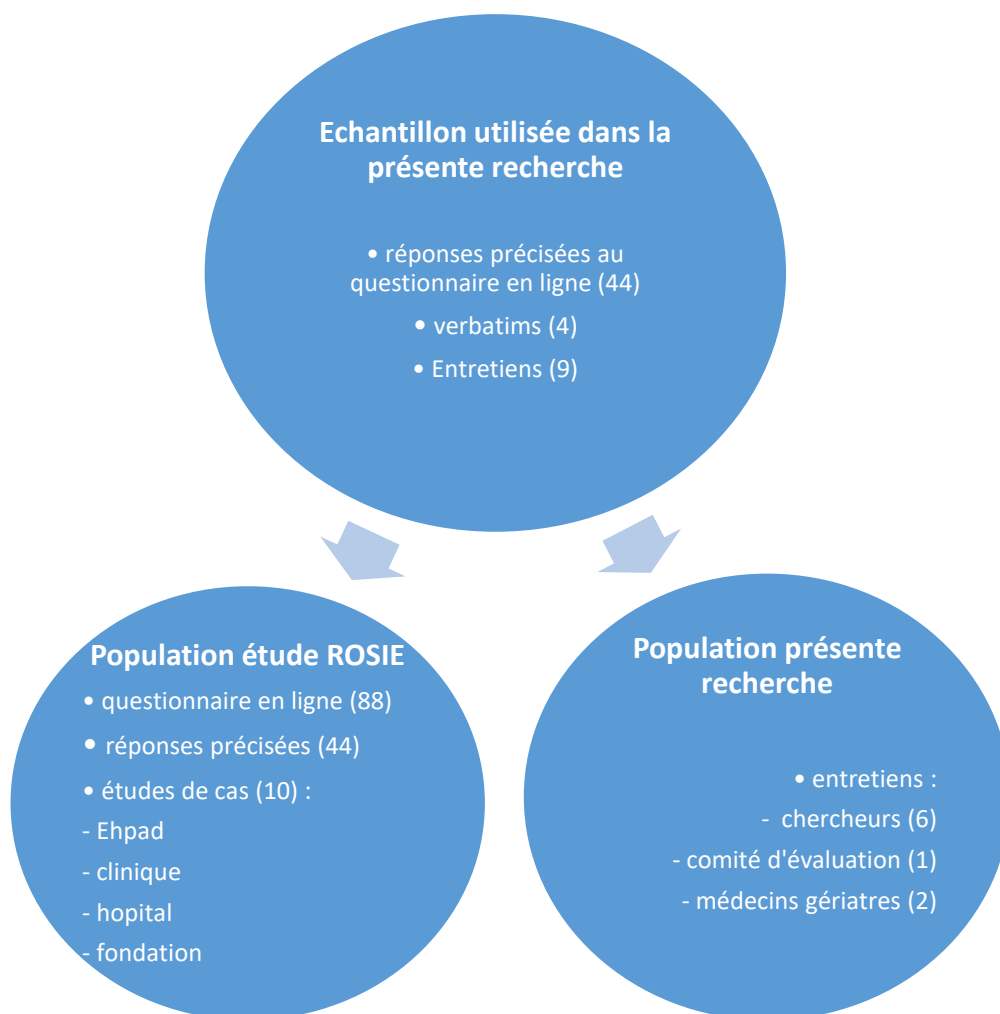 Echantillon utilisée dans la
présente recherche
• réponses précisées au
questionnaire en ligne (44)
• verbatims (4)
• Entretiens (9)
Population étude ROSIE
• questionnaire en ligne (88)
• réponses précisées (44)
• études de cas (10) :
- Ehpad
- clinique
- hopital
- fondation
Population présente
recherche
• entretiens :
- chercheurs (6)
- comité d'évaluation (1)
- médecins gériatres (2)